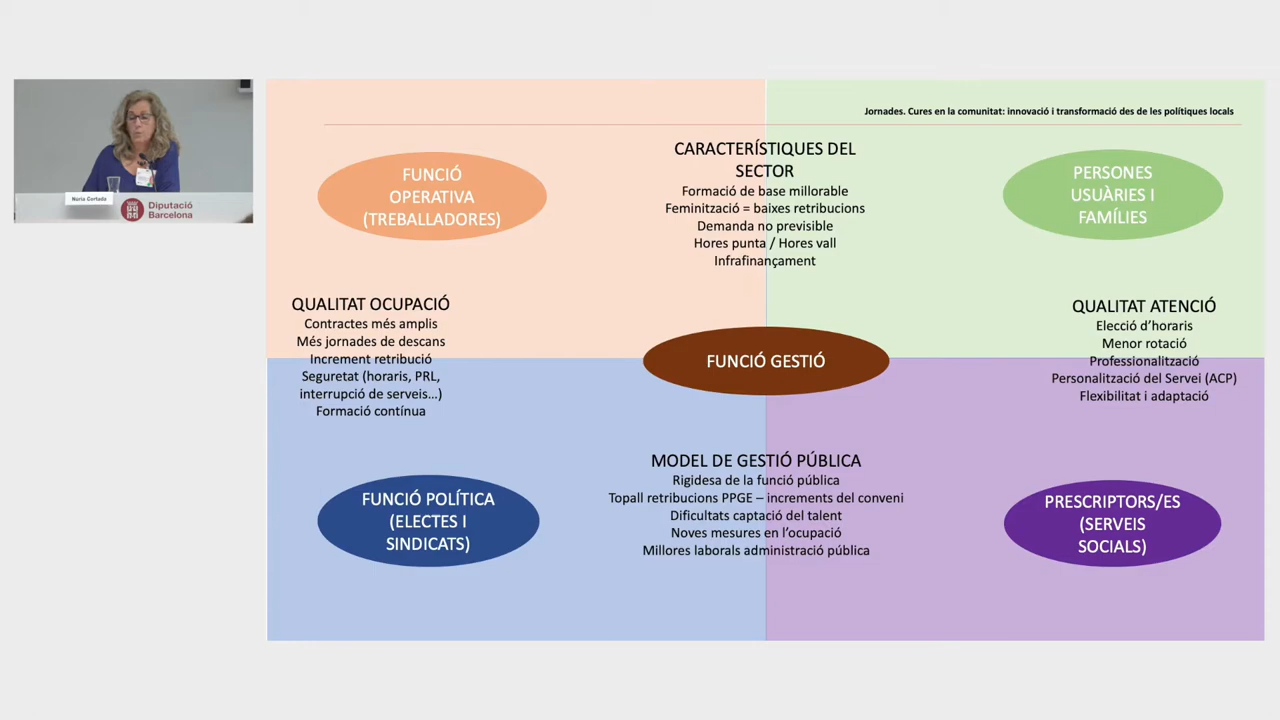 Jornades. Cures en la comunitat: innovació i transformació des de les polítiques locals
FUNCIÓ
OPERATIVA
(TREBALLADORES)
CARACTERÍSTIQUES DEL
SECTOR
Formació de base millorable
Feminització = baixes retribucions
Demanda no previsible
Hores punta / Hores vall
Infrafinançament
PERSONES
USUÀRIES I
FAMÍLIES
QUALITAT OCUPACIÓ
Contractes més amplis
Més jornades de descans
Increment retribució
Seguretat (horaris, PRL,
interrupció de serveis…)
Formació contínua
FUNCIÓ GESTIÓ
QUALITAT ATENCIÓ
Elecció d’horaris
Menor rotació
Professionalització
Personalització del Servei (ACP)
Flexibilitat i adaptació
FUNCIÓ POLÍTICA
(ELECTES I
SINDICATS)
MODEL DE GESTIÓ PÚBLICA
Rigidesa de la funció pública
Topall retribucions PPGE – increments del conveni
Dificultats captació del talent
Noves mesures en l’ocupació
Millores laborals administració pública
PRESCRIPTORS/ES
(SERVEIS
SOCIALS)
Núria Cortada
Diputació
Barcelona